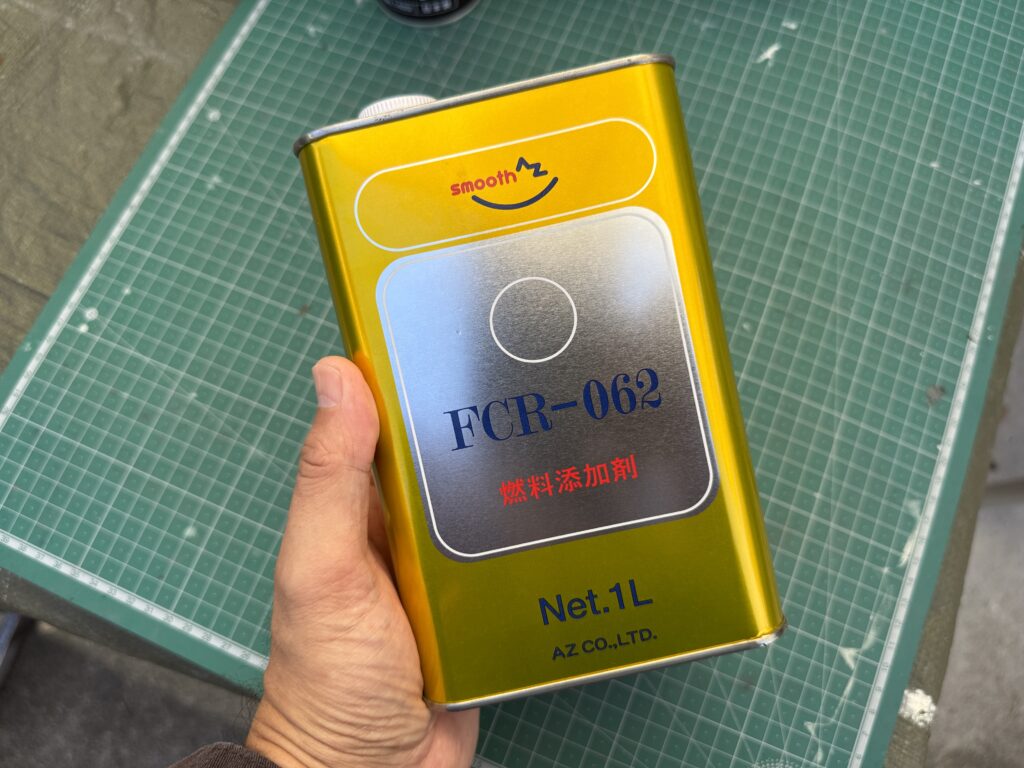 smooth AZ
FCR-062
燃料添加剤
Net.1L
AZ CO.,LTD.